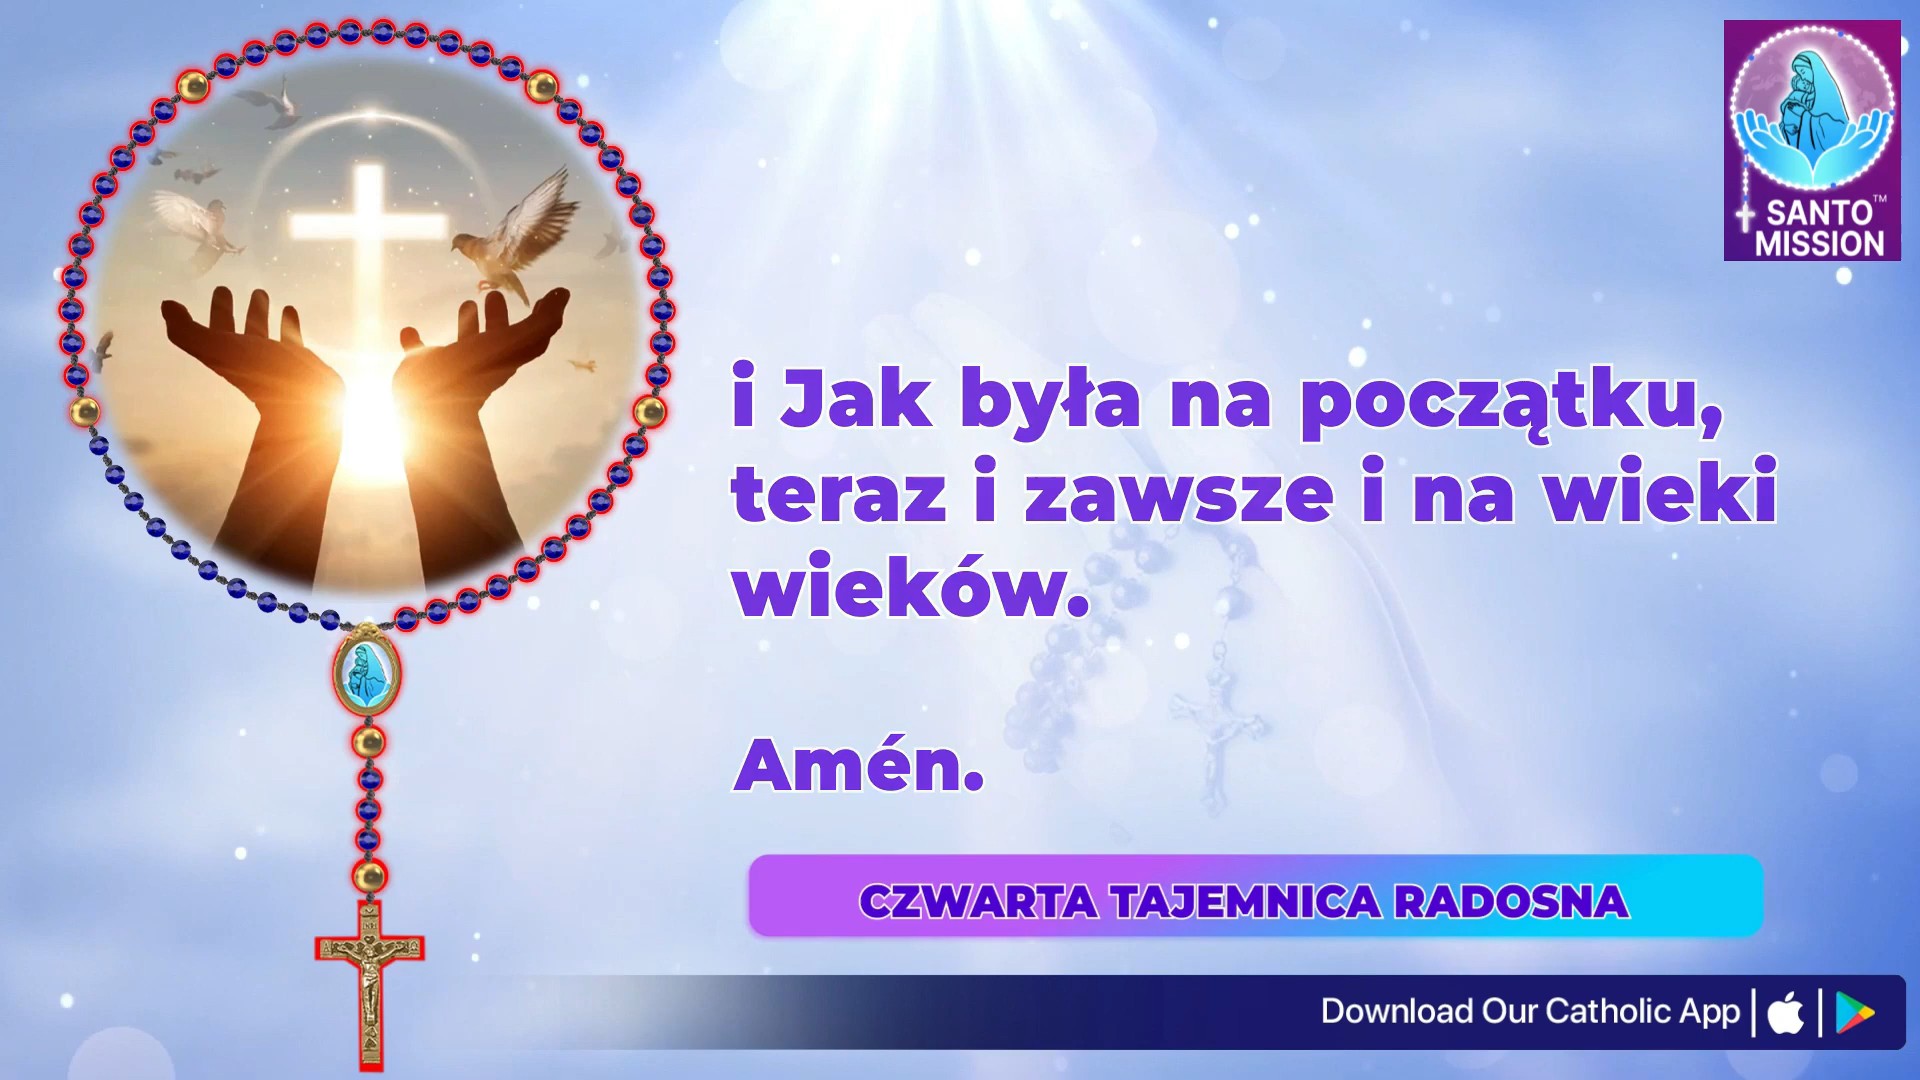 SANTO™
MISSION
i Jak była na początku,
teraz i zawsze i na wieki
wieków.
Amén.
CZWARTA TAJEMNICA RADOSNA
Download Our Catholic App